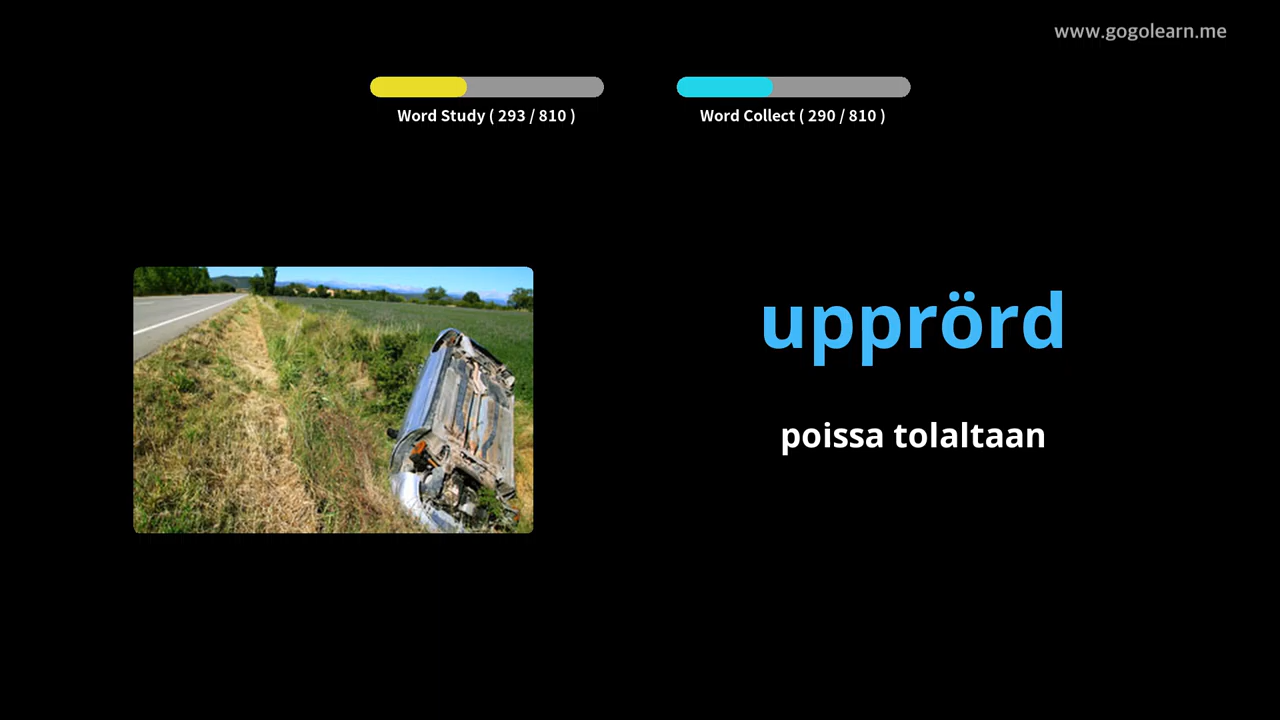 www.gogolearn.me
Word Study ( 293 / 810 )
Word Collect ( 290 / 810 )
upprörd
poissa tolaltaan